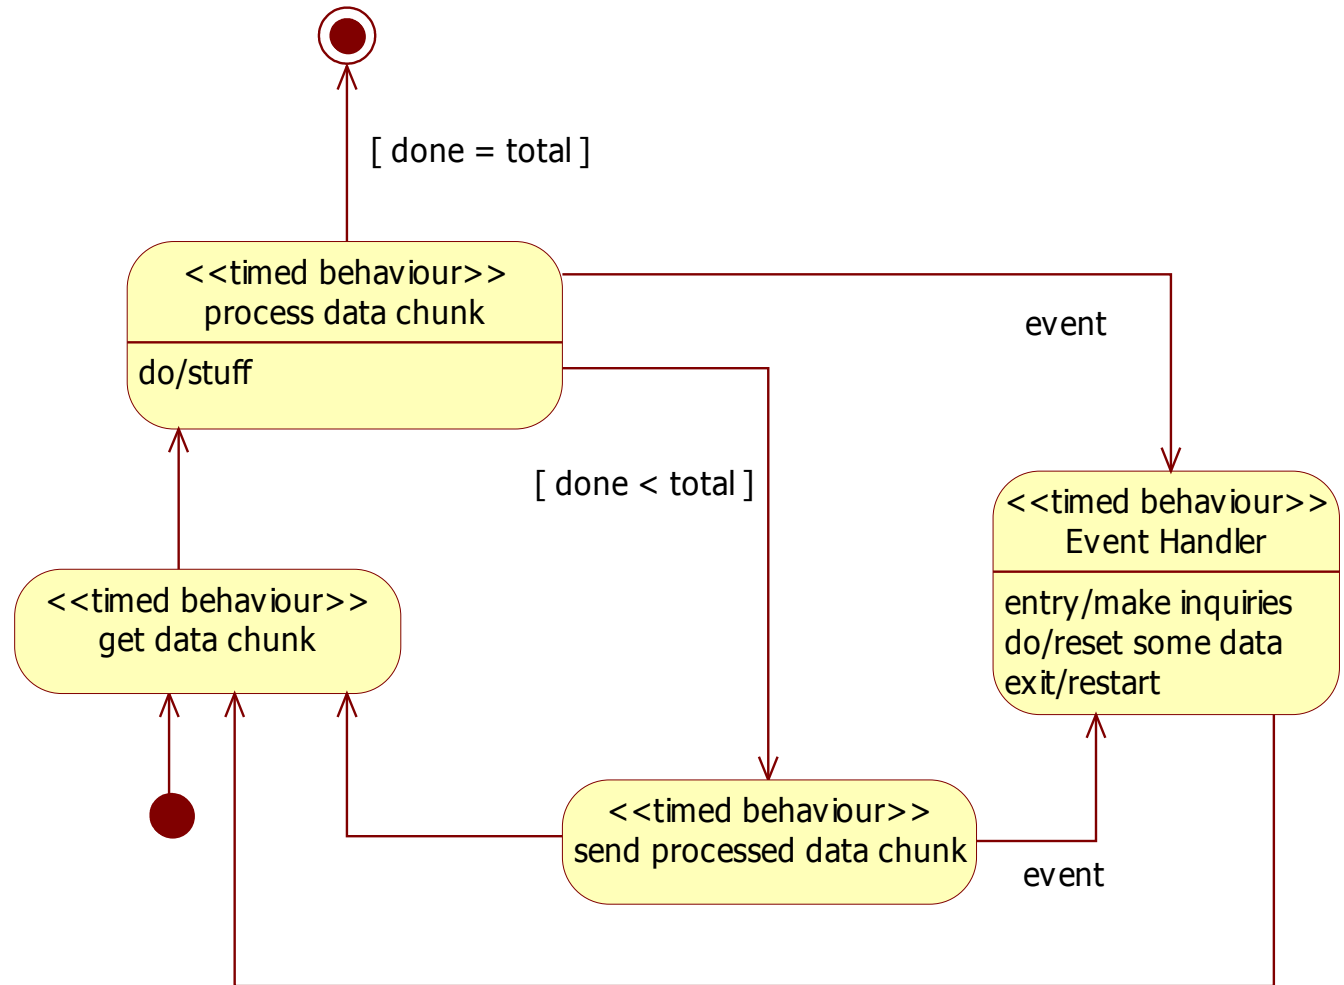 [ done = total ]
<<timed behaviour>>
process data chunk
do/stuff
event
[ done < total ]
<<timed behaviour>>
Event Handler
entry/make inquiries
do/reset some data
exit/restart
<<timed behaviour>>
get data chunk
<<timed behaviour>>
send processed data chunk
event